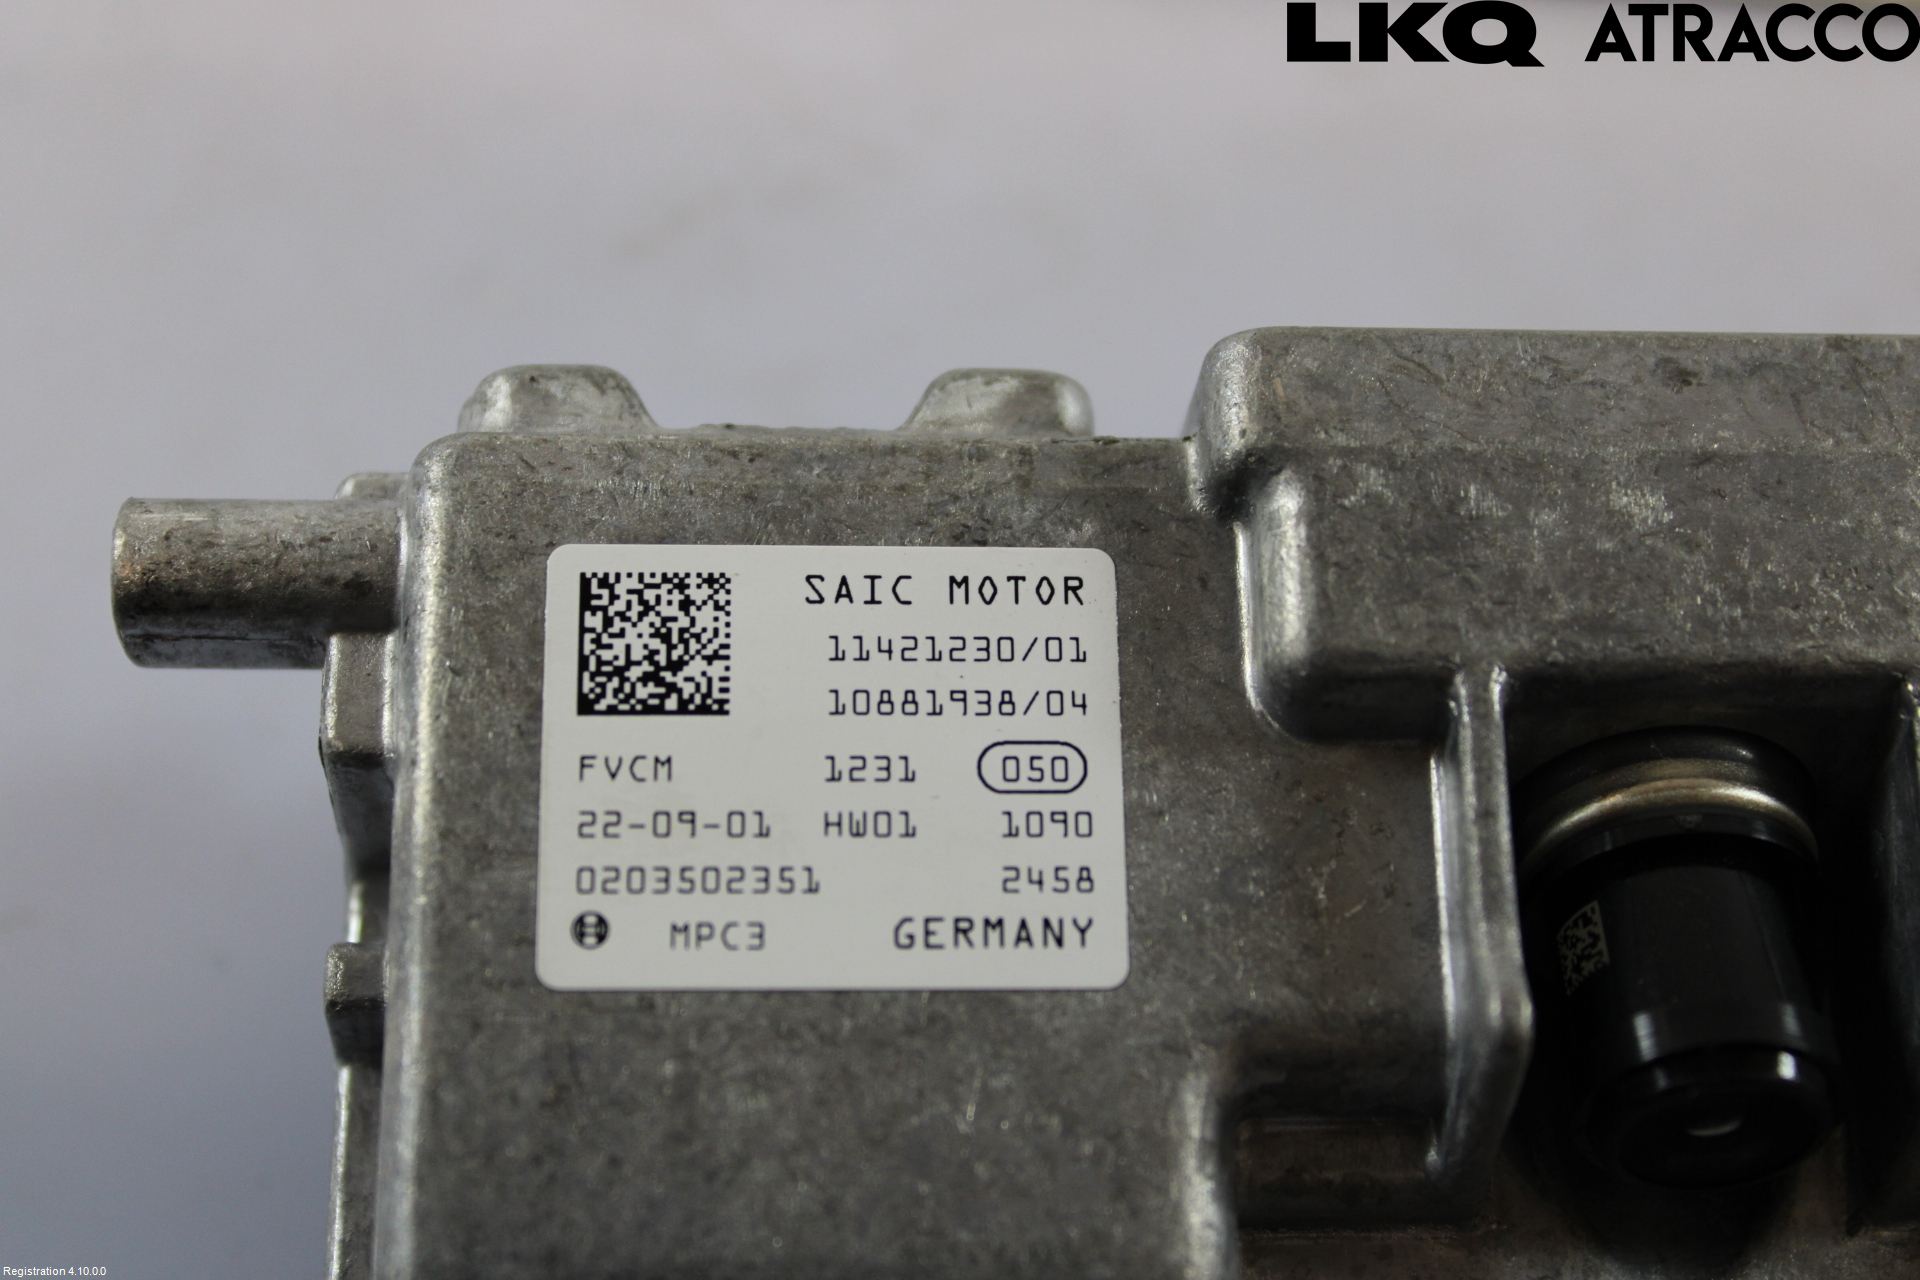 LKQ ATRACCO
SAIC MOTOR
11421230/01
10881938/04
FVCM 1231 050
22-09-01 HW01 1090
0203502351 2458
MPC3 GERMANY
Registration 4.10.0.0